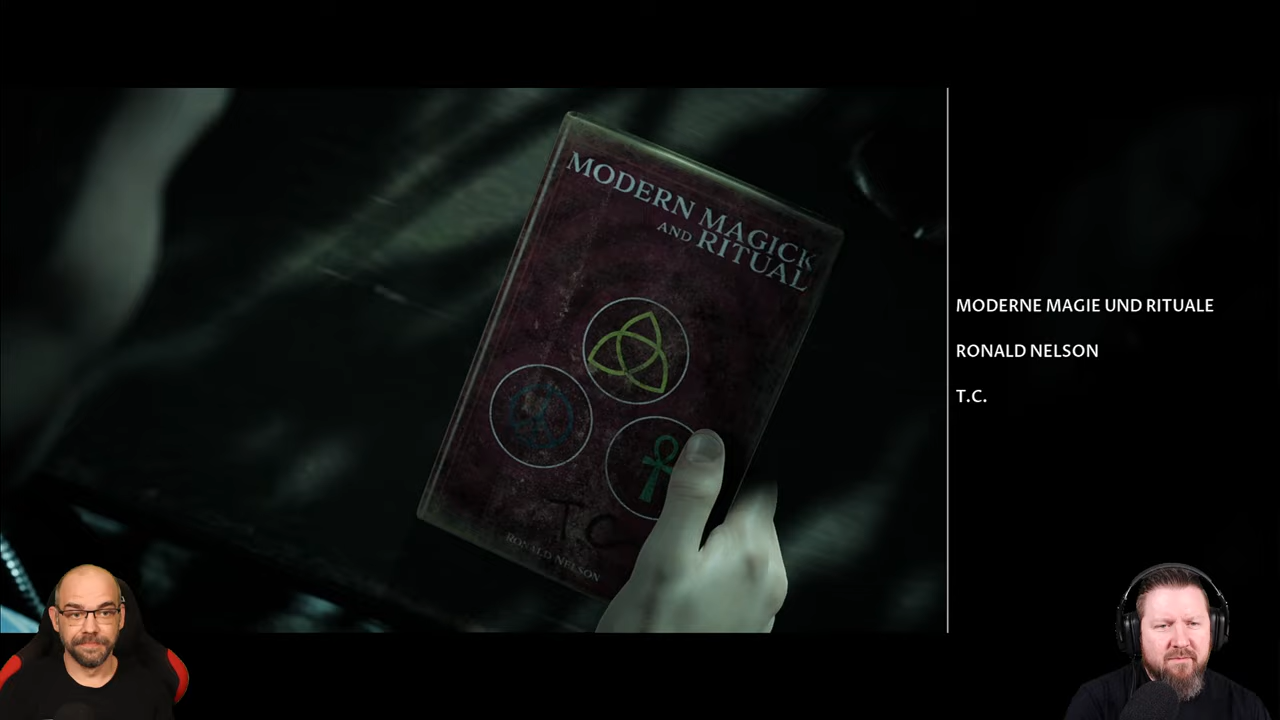 MODERN MAGICK
AND RITUAL
TC
RONALD NELSON
MODERNE MAGIE UND RITUALE
RONALD NELSON
T.C.